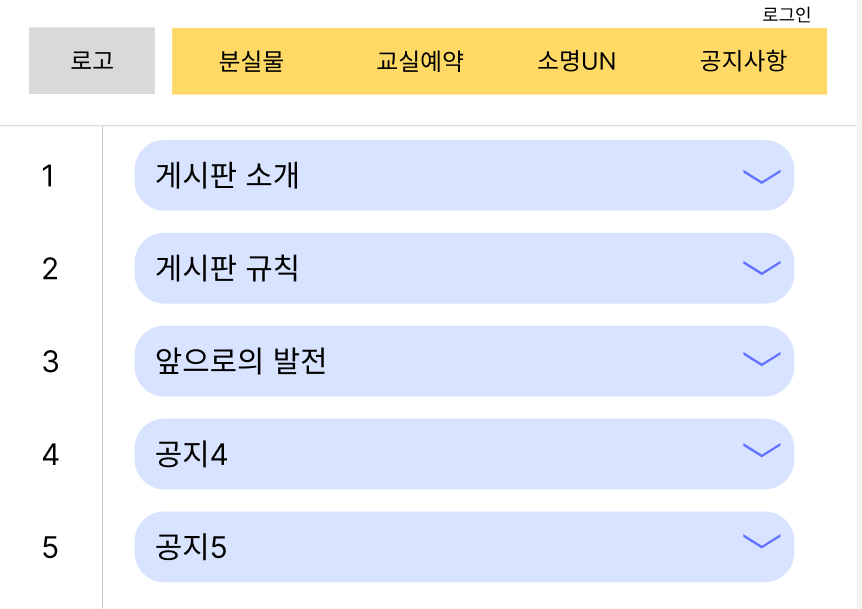 로그인
로고 분실물 교실예약 소명UN 공지사항
1 게시판 소개
2 게시판 규칙
3 앞으로의 발전
4 공지4
5 공지5